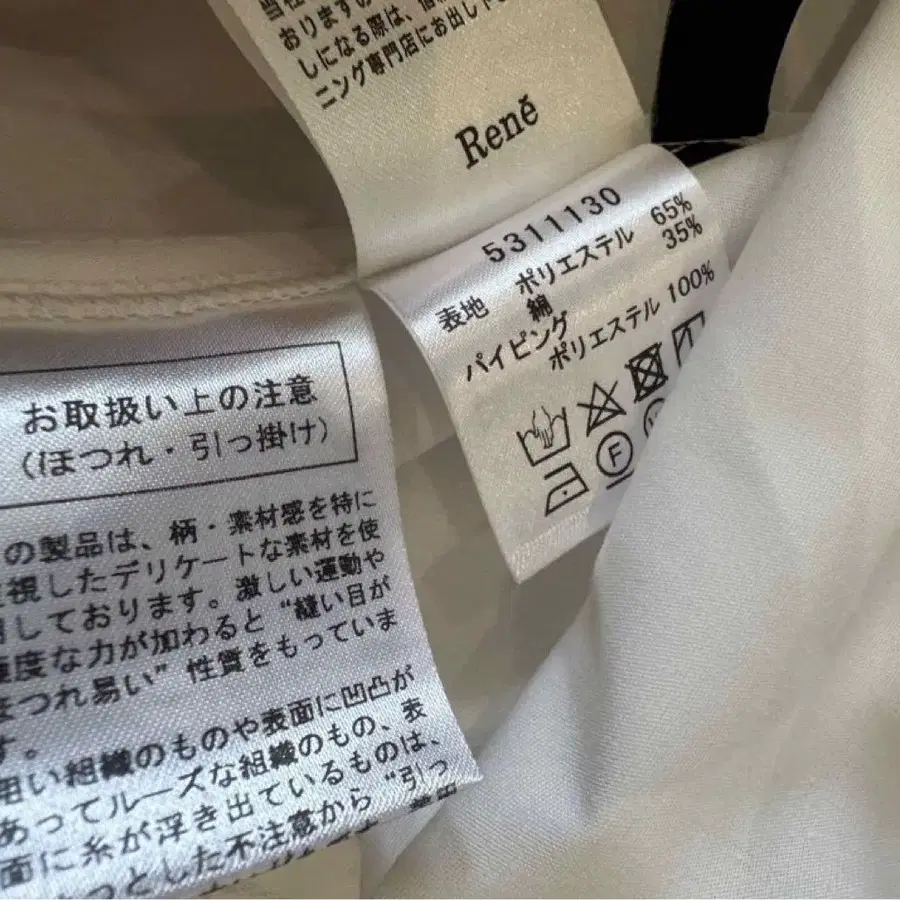 おりますの
しになる際は、
ニング専門店にお出し下
René
5311130
表地 ポリエステル 65%
綿 35%
パイピング
ポリエステル 100%
F
お取扱い上の注意
(ほつれ・引っ掛け)
の製品は、柄・素材感を特に
視したデリケートな素材を使
しております。激しい運動や
度な力が加わると“縫い目が
ほつれ易い”性質をもっていま
す。
用い組織のものや表面に凹凸が
あってルーズな組織のもの、表
面に糸が浮き出ているものは、
っとした不注意から“引っ